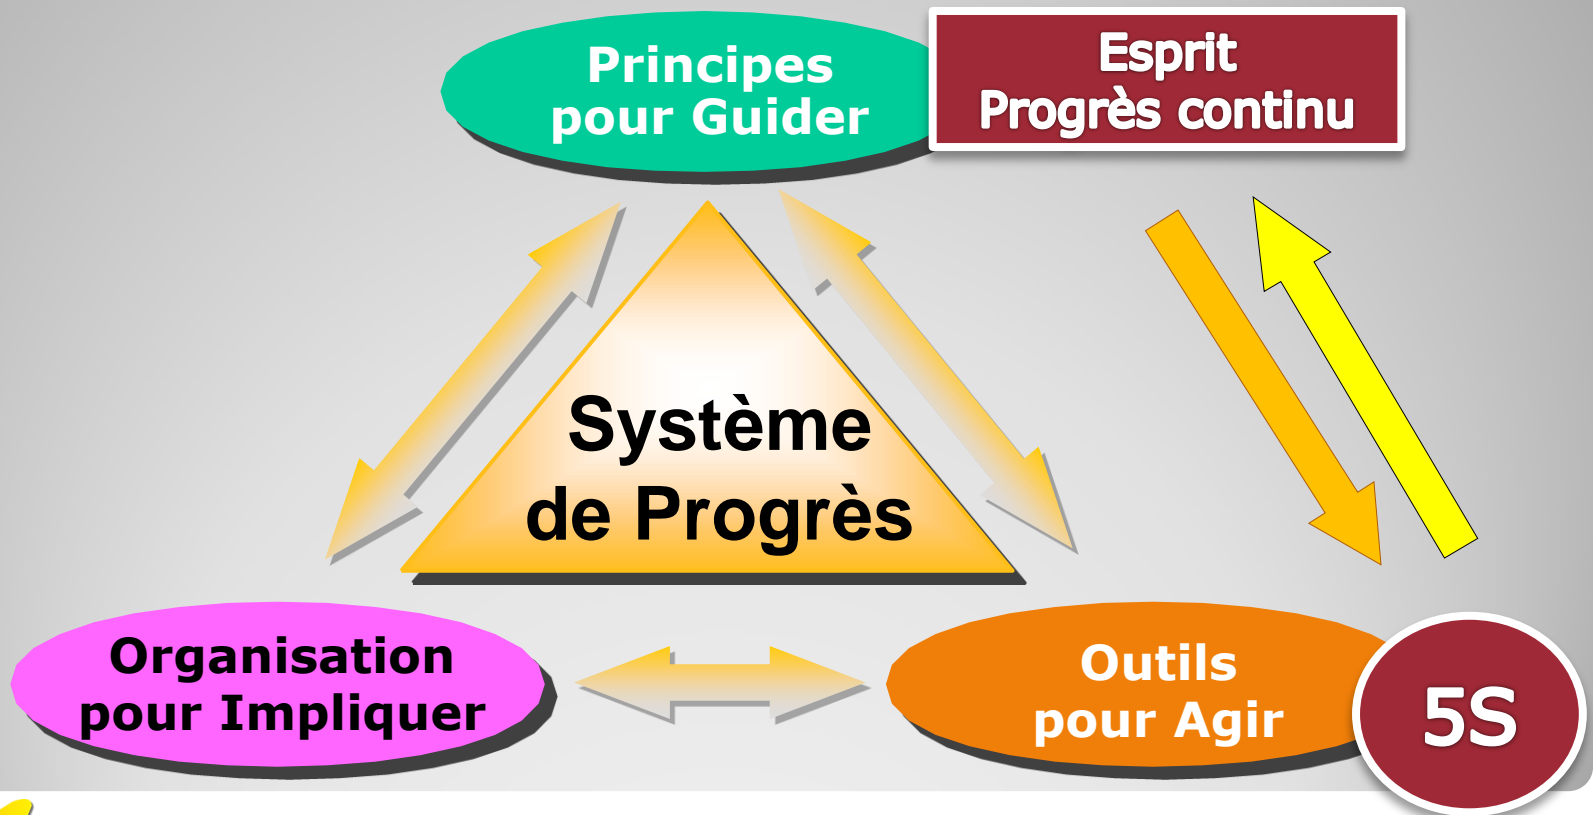 Principes
pour Guider
Esprit
Progrès continu
Système
de Progrès
Organisation
pour Impliquer
Outils
pour Agir
5S